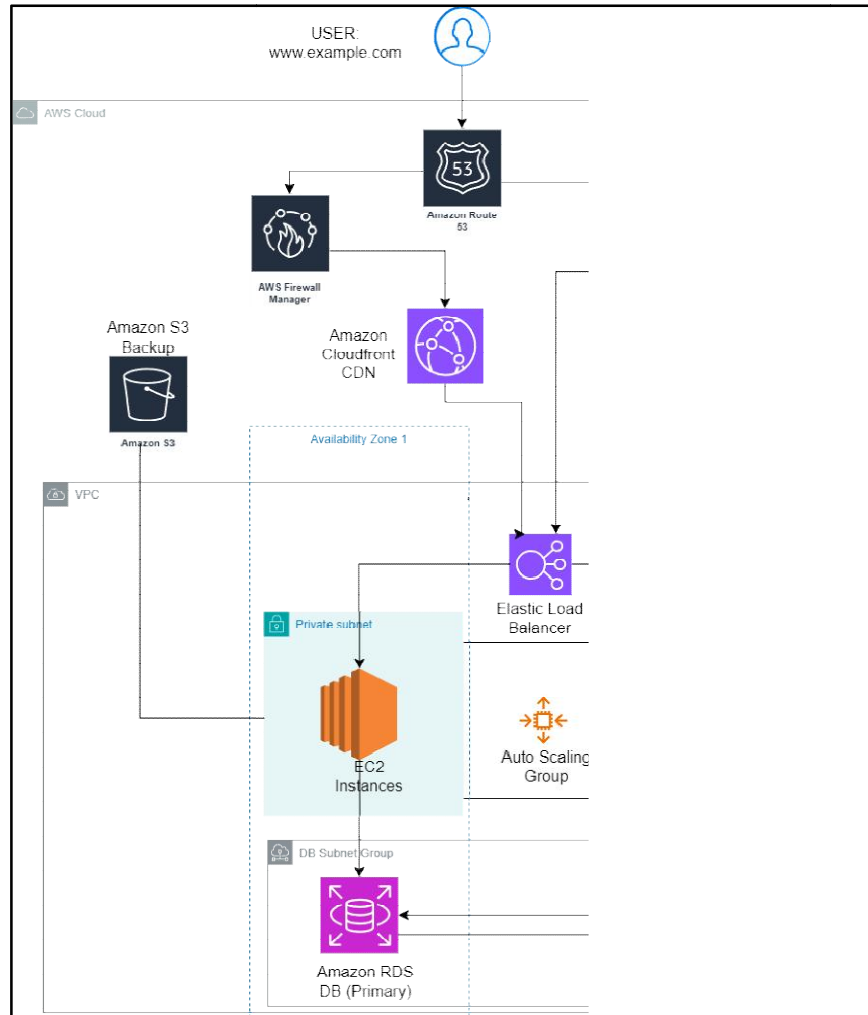 USER:
www.example.com
AWS Cloud
53
Amazon Route
53
AWS Firewall
Manager
Amazon
Cloudfront
CDN
Amazon S3
Backup
Amazon S3
Availability Zone 1
VPC
Elastic Load
Balancer
Private subnet
EC2
Instances
Auto Scaling
Group
DB Subnet Group
Amazon RDS
DB (Primary)